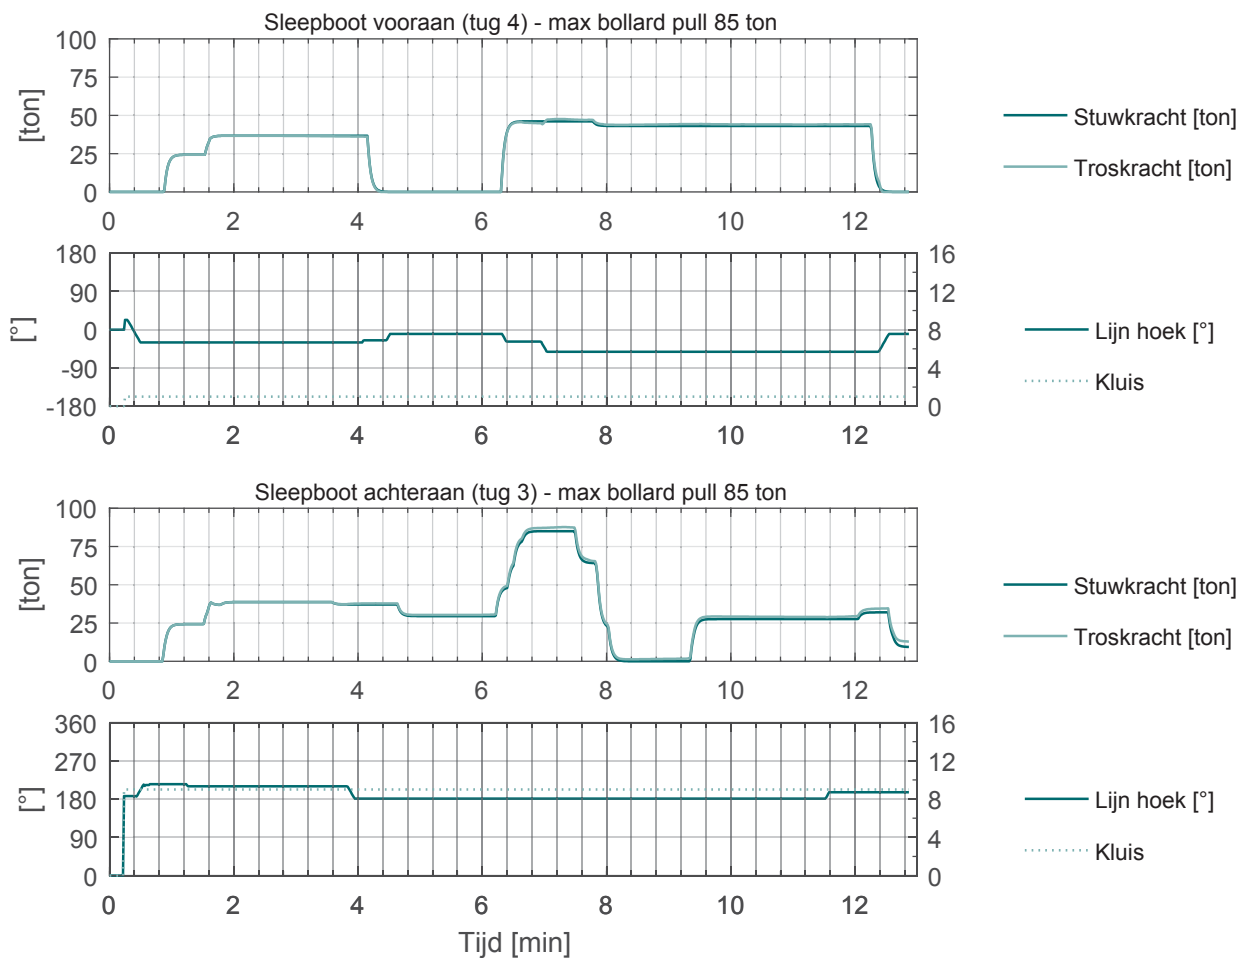 Sleepboot vooraan (tug 4) - max bollard pull 85 ton
100
75
50
25
0
[ton]
0 2 4 6 8 10 12
Stuwkracht [ton]
Troskracht [ton]
180
90
0
-90
-180
[°]
16
12
8
4
0
0 2 4 6 8 10 12
Lijn hoek [°]
Kluis
Sleepboot achteraan (tug 3) - max bollard pull 85 ton
100
75
50
25
0
[ton]
0 2 4 6 8 10 12
Stuwkracht [ton]
Troskracht [ton]
360
270
180
90
0
[°]
16
12
8
4
0
0 2 4 6 8 10 12
Lijn hoek [°]
Kluis
Tijd [min]